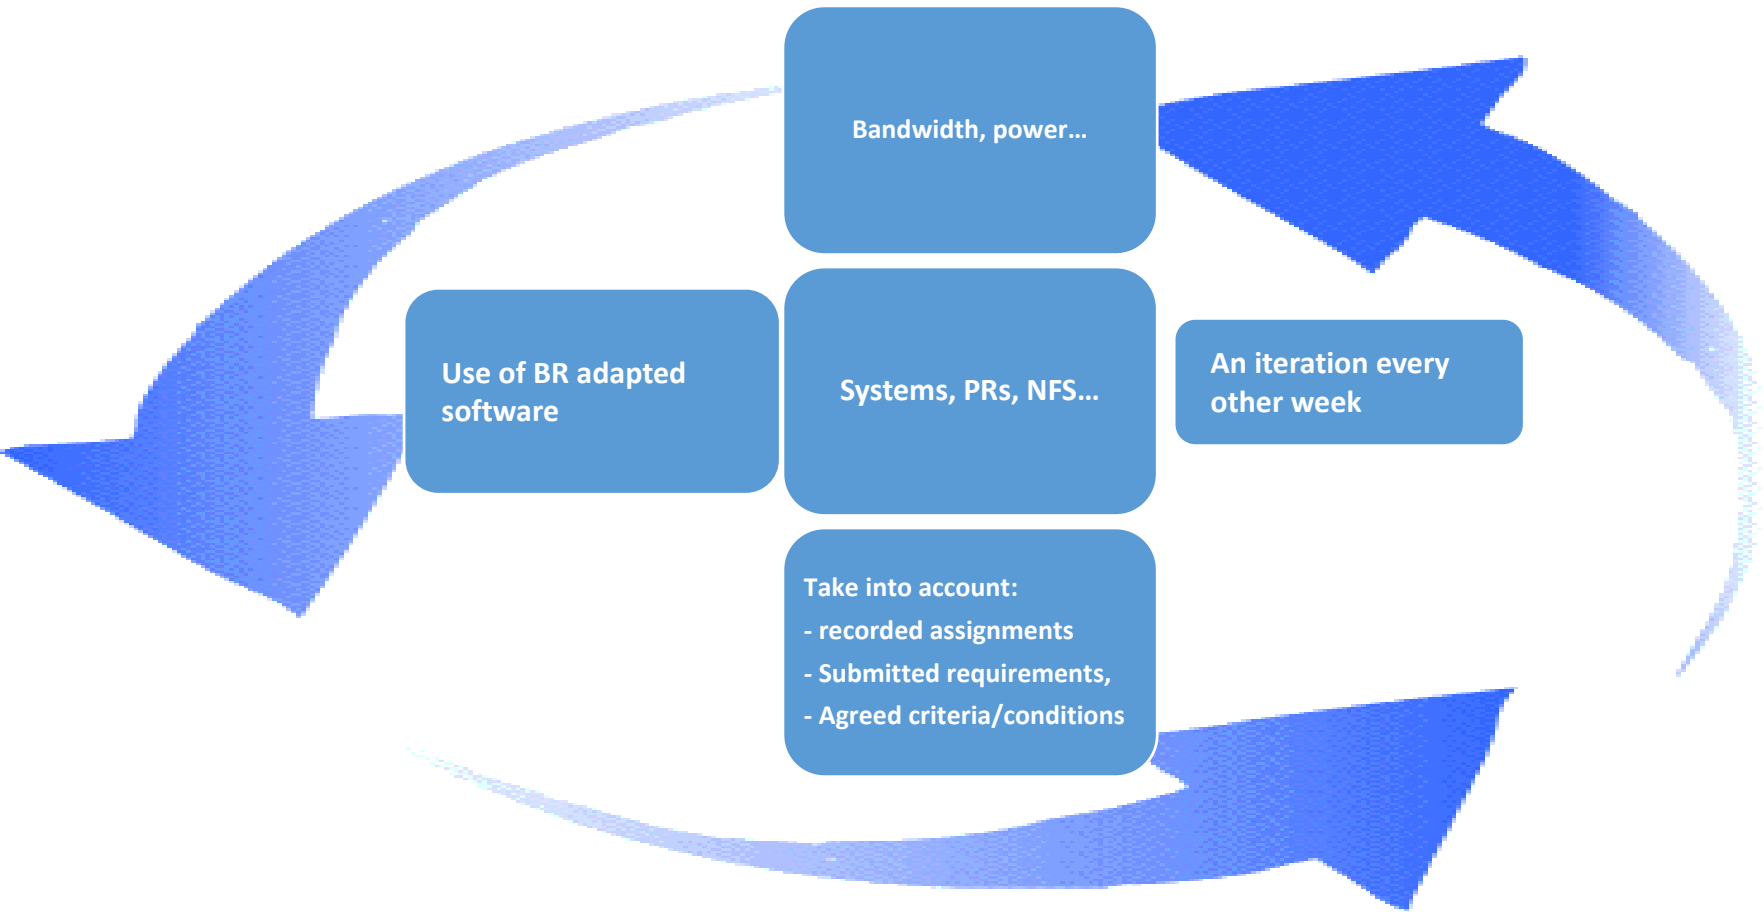 Bandwidth, power…
Use of BR adapted
software
Systems, PRs, NFS…
An iteration every
other week
Take into account:
- recorded assignments
- Submitted requirements,
- Agreed criteria/conditions